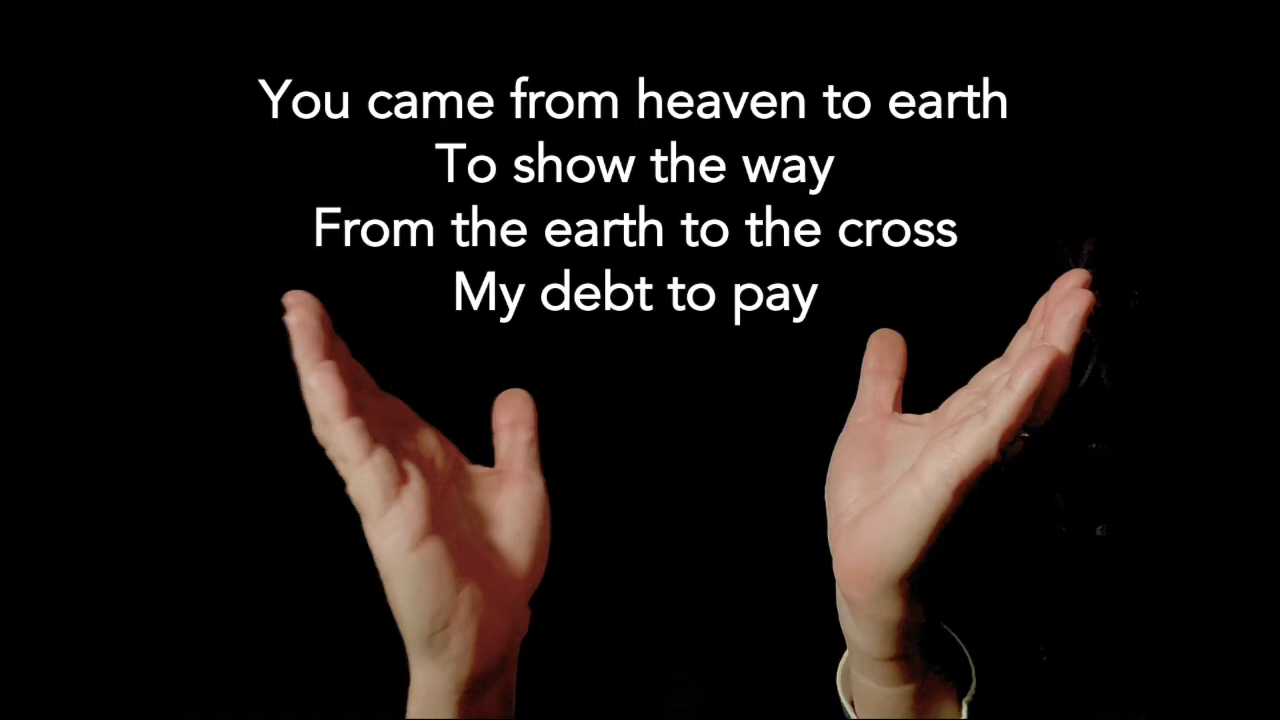 You came from heaven to earth
To show the way
From the earth to the cross
My debt to pay